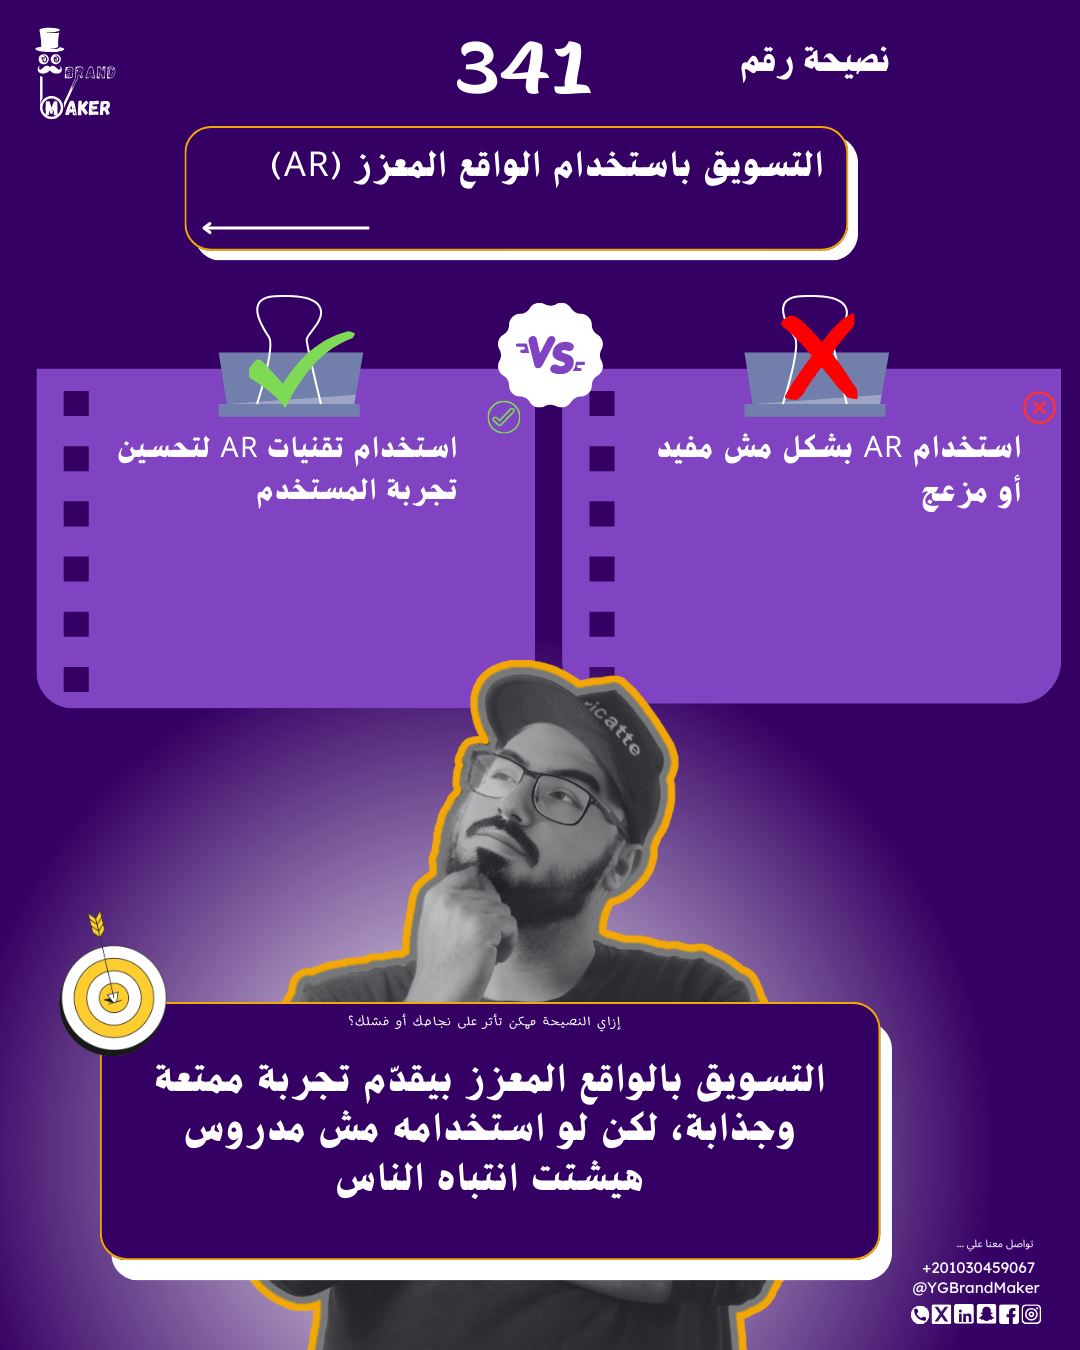 BRAND
MAKER
نصيحة رقم
341
التسويق باستخدام الواقع المعزز (AR)
VS
استخدام AR بشكل مش مفيد
أو مزعج
استخدام تقنيات AR لتحسين
تجربة المستخدم
icatte
إزاي النصيحة ممكن تأثر على نجاحك أو فشلك؟
التسويق بالواقع المعزز بيقدّم تجربة ممتعة
وجذابة، لكن لو استخدامه مش مدروس
هيشتت انتباه الناس
تواصل معنا علي ...
+201030459067
@YGBrandMaker